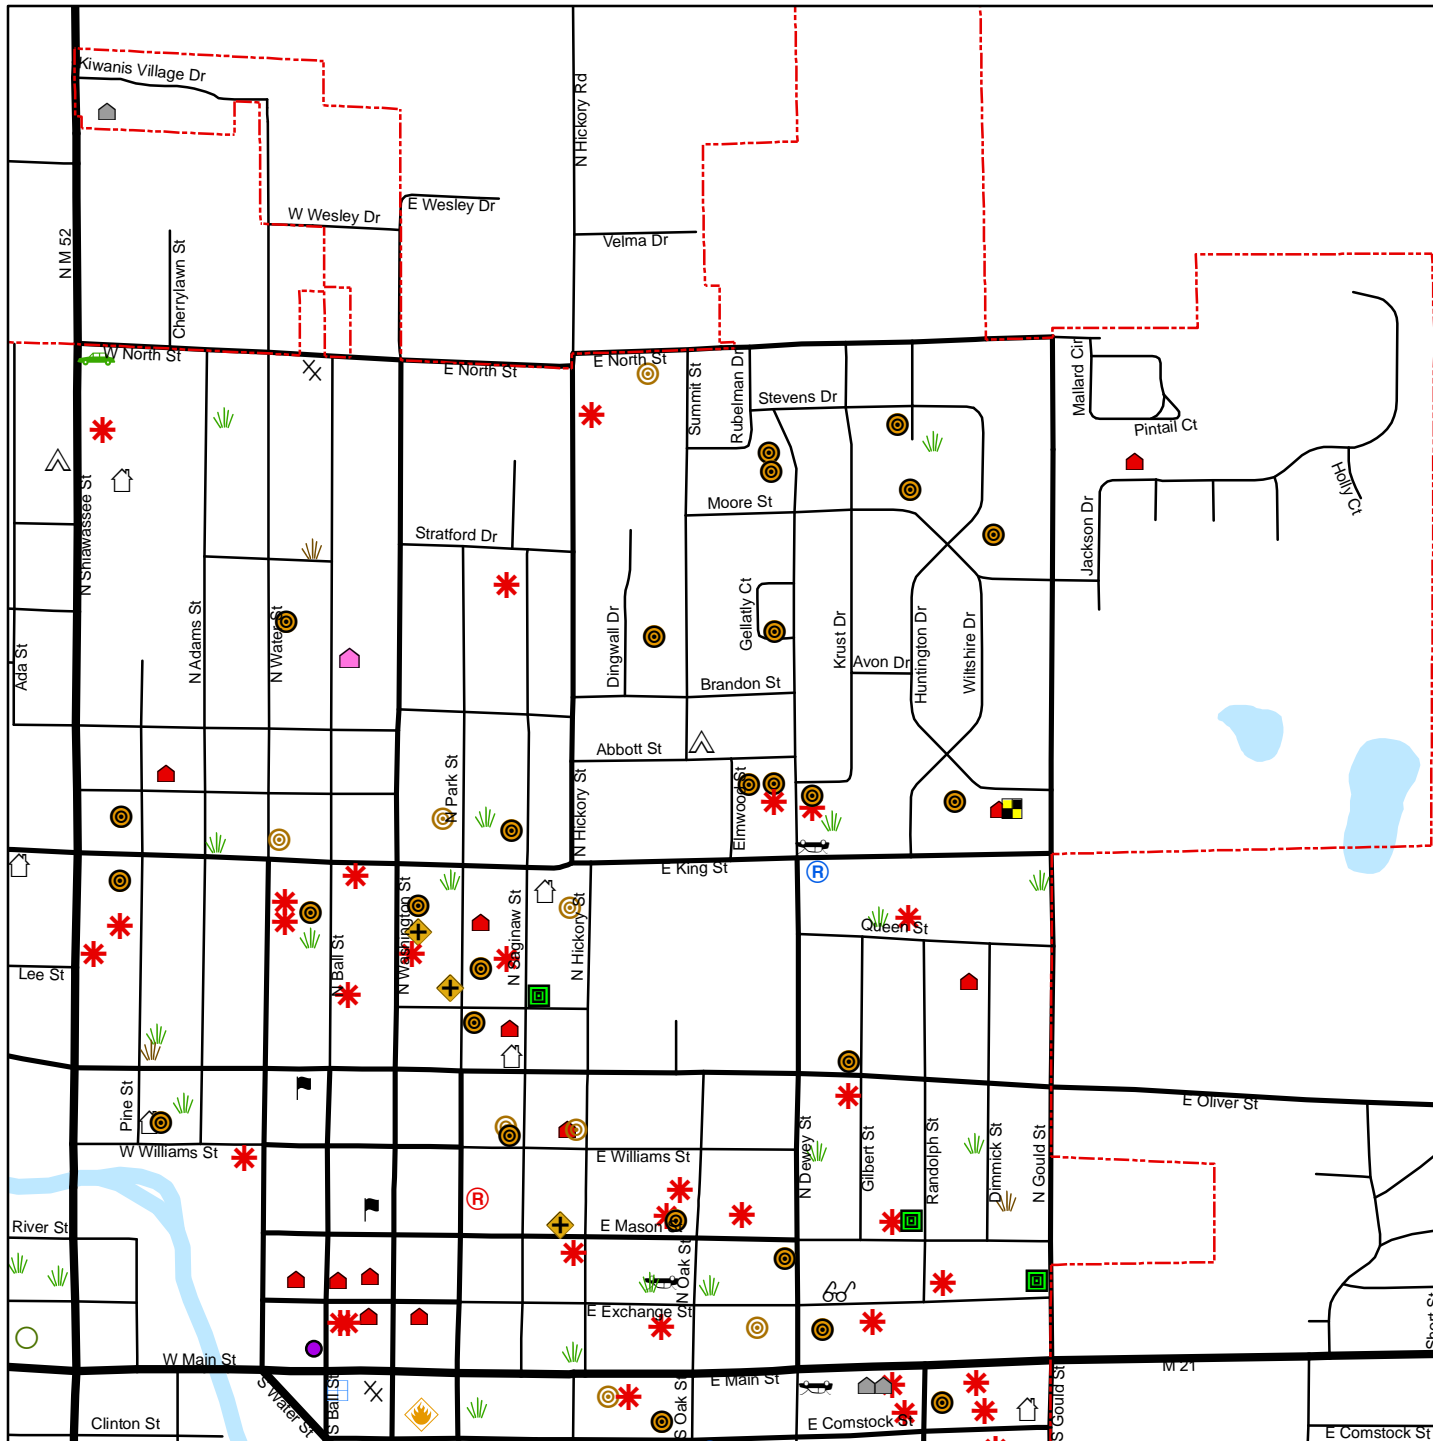 Kiwanis Village Dr
N Hickory Rd
E Wesley Dr
W Wesley Dr
Velma Dr
N M 52
Cherrylawn St
W North St
E North St
E North St
Summit St
Rubelman Dr
Stevens Dr
Mallard Cir
Pintail Ct
Holly Ct
N Shiawassee St
Moore St
Stratford Dr
Jackson Dr
Ada St
N Adams St
N Water St
Dingwall Dr
Gellatly Ct
Krust Dr
Avon Dr
Huntington Dr
Wiltshire Dr
Brandon St
Abbott St
N Park St
N Hickory St
Elmwood St
E King St
R
N Ball St
N Washington St
N Saginaw St
N Hickory St
Queen St
Lee St
Pine St
W Williams St
E Williams St
N Dewey St
Gilbert St
Randolph St
Dimmick St
N Gould St
E Oliver St
R
River St
E Mason St
N Oak St
E Exchange St
Short St
W Main St
E Main St
M 21
S Water St
S Ball St
S Oak St
S Gould St
Clinton St
E Comstock St
E Comstock St